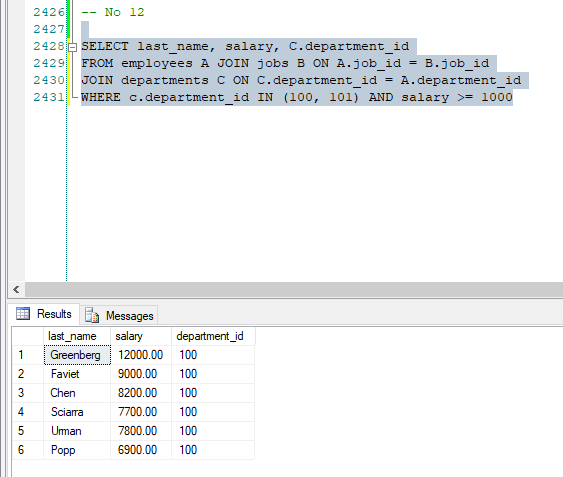 2426 -- No 12
2427
2428 SELECT last_name, salary, C.department_id
2429 FROM employees A JOIN jobs B ON A.job_id = B.job_id
2430 JOIN departments C ON C.department_id = A.department_id
2431 WHERE c.department_id IN (100, 101) AND salary >= 1000
Results Messages
last_name salary department_id
1 Greenberg 12000.00 100
2 Faviet 9000.00 100
3 Chen 8200.00 100
4 Sciarra 7700.00 100
5 Urman 7800.00 100
6 Popp 6900.00 100